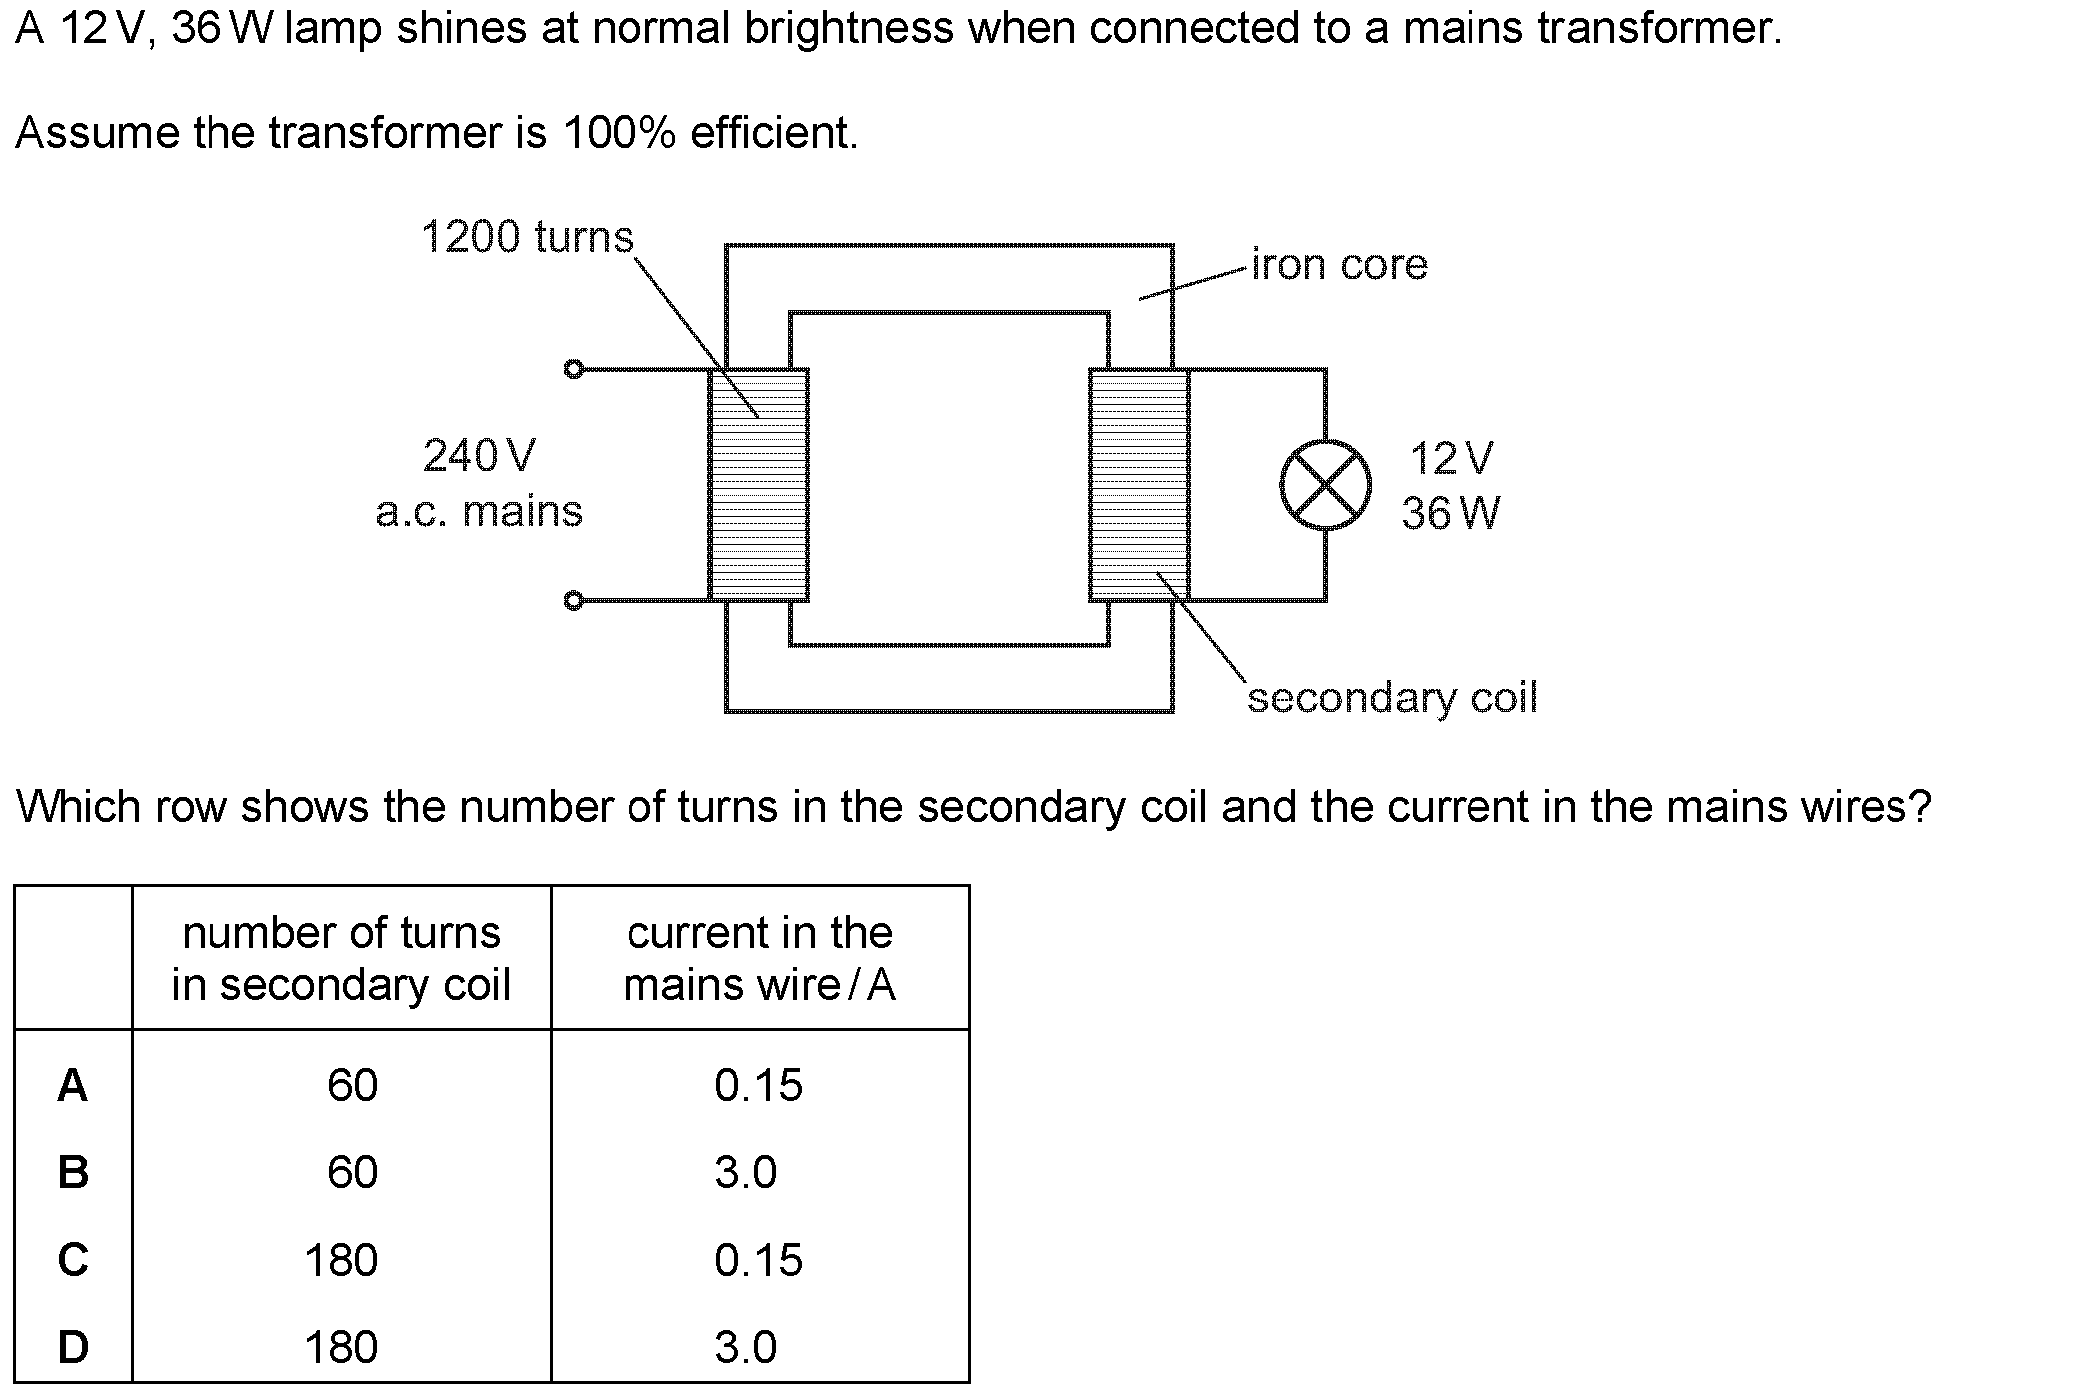 A 12 V, 36 W lamp shines at normal brightness when connected to a mains transformer.
Assume the transformer is 100% efficient.
1200 turns
iron core
240 V
a.c. mains
12 V
36 W
secondary coil
Which row shows the number of turns in the secondary coil and the current in the mains wires?
number of turns
in secondary coil
current in the
mains wire / A
A 60 0.15
B 60 3.0
C 180 0.15
D 180 3.0